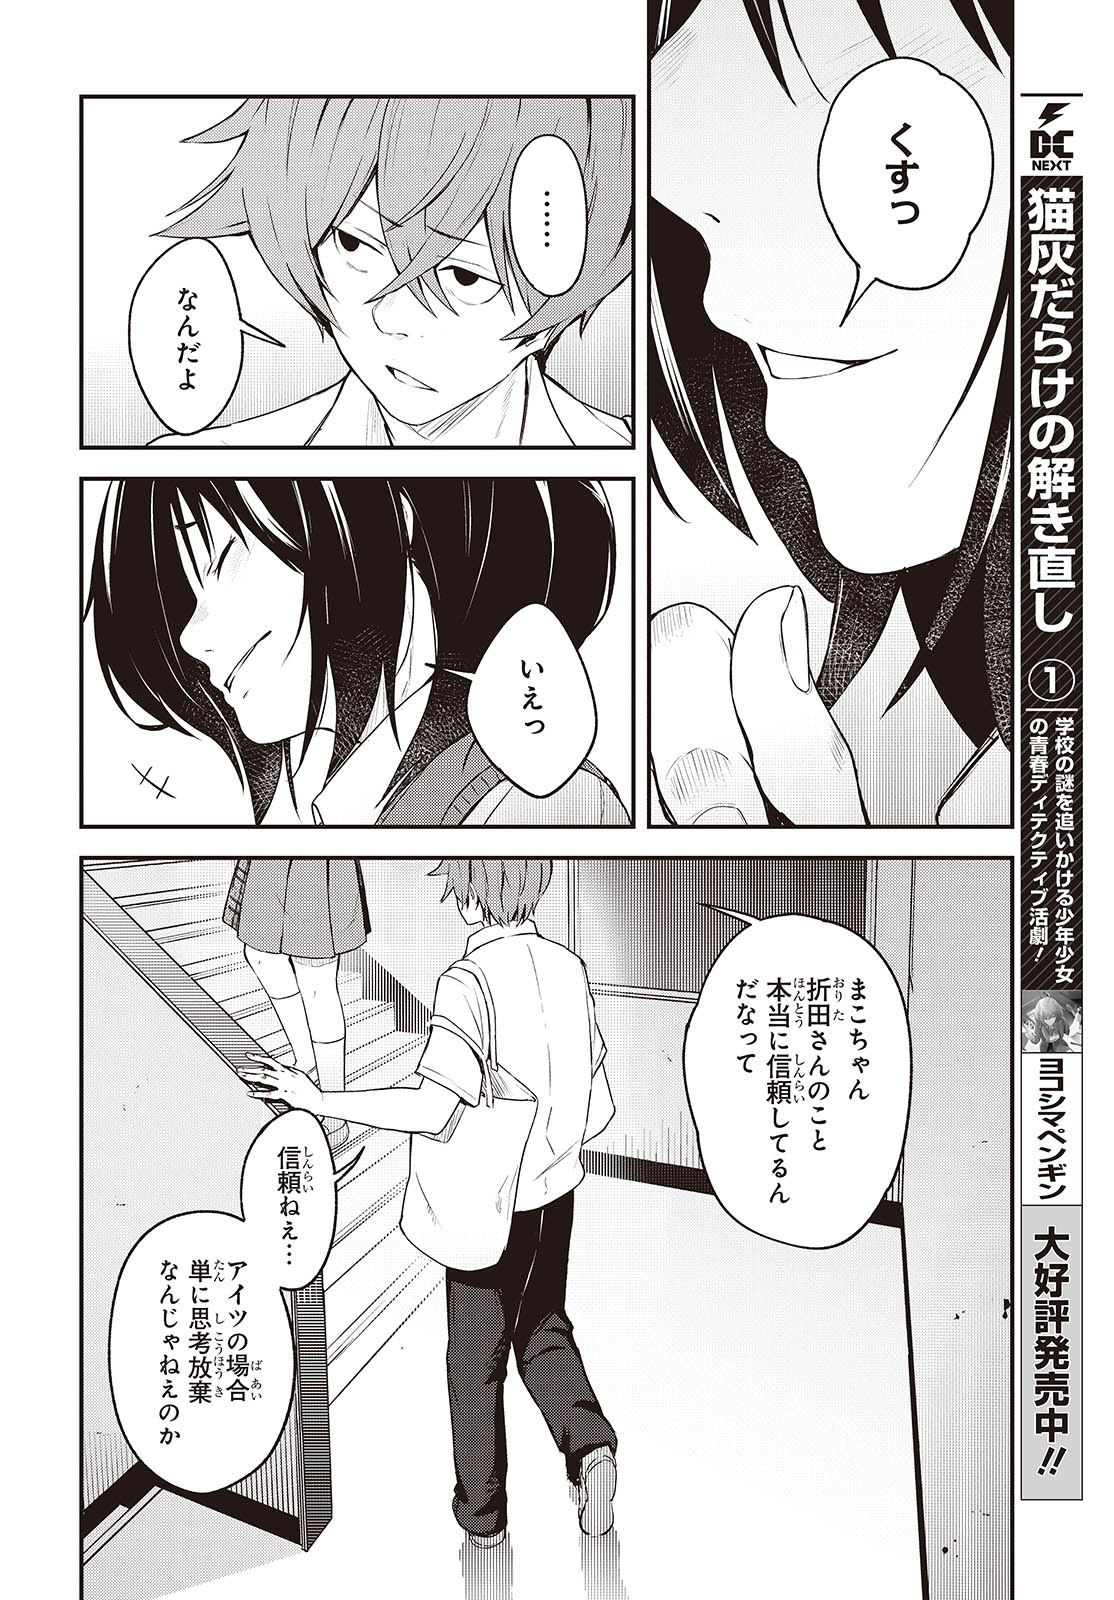 くすっ
……
なんだよ
いえっ
まこちゃん
折田さんのこと
本当に信頼してるん
だなって
信頼ねぇ…
アイツの場合
単に思考放棄
なんじゃねえのか
DC
NEXT
猫灰だらけの解き直し ①
学校の謎を追いかける少年少女
の青春ディテクティブ活劇！
ヨコシマペンギン
大好評発売中!!